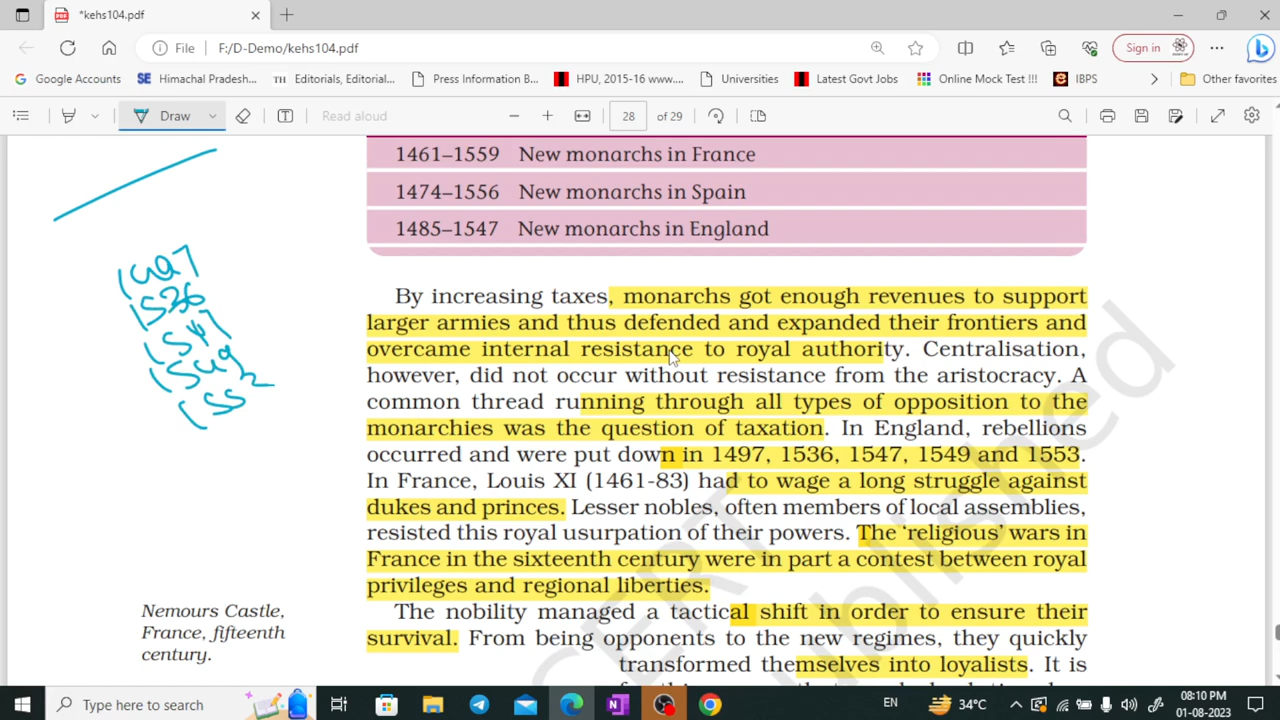 *kehs104.pdf
File F:/D-Demo/kehs104.pdf Sign in
Google Accounts SE Himachal Pradesh... TH Editorials, Editorial... Press Information B... HPU, 2015-16 www.... Universities Latest Govt Jobs Online Mock Test !!! IBPS Other favorites
Draw Read aloud 28 of 29
1461–1559 New monarchs in France
1474–1556 New monarchs in Spain
1485–1547 New monarchs in England
1497
1536
1547
1549
1552
By increasing taxes, monarchs got enough revenues to support
larger armies and thus defended and expanded their frontiers and
overcame internal resistance to royal authority. Centralisation,
however, did not occur without resistance from the aristocracy. A
common thread running through all types of opposition to the
monarchies was the question of taxation. In England, rebellions
occurred and were put down in 1497, 1536, 1547, 1549 and 1553.
In France, Louis XI (1461-83) had to wage a long struggle against
dukes and princes. Lesser nobles, often members of local assemblies,
resisted this royal usurpation of their powers. The ‘religious’ wars in
France in the sixteenth century were in part a contest between royal
privileges and regional liberties.
The nobility managed a tactical shift in order to ensure their
survival. From being opponents to the new regimes, they quickly
transformed themselves into loyalists. It is
Nemours Castle,
France, fifteenth
century.
Type here to search EN 34°C 08:10 PM
01-08-2023